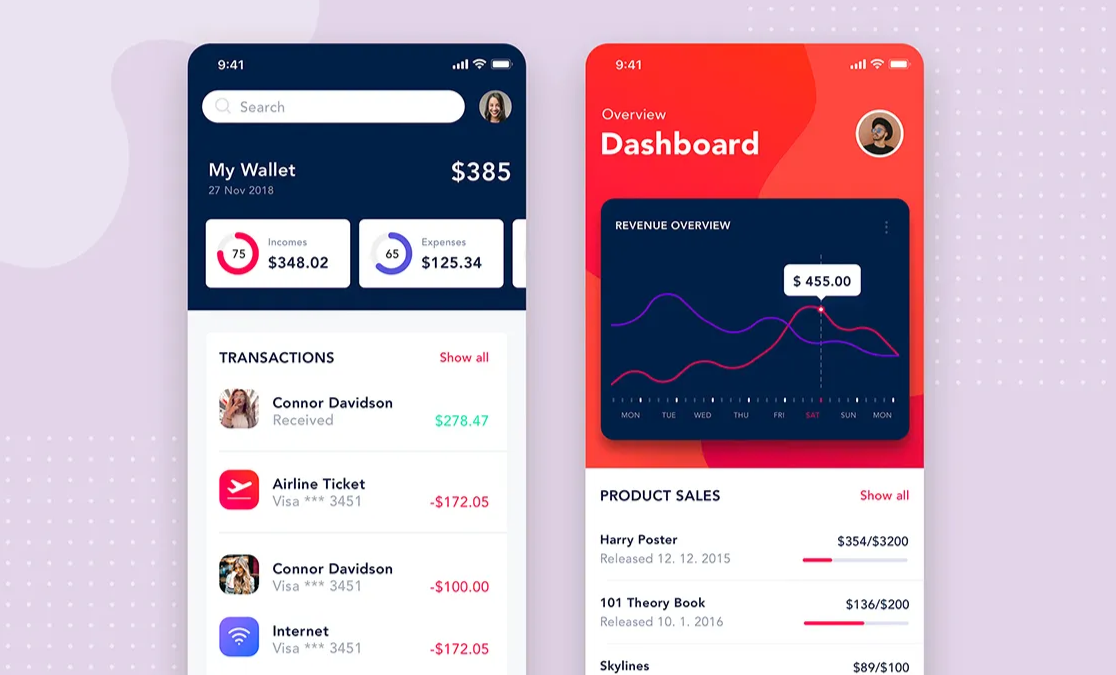 9:41
Search
My Wallet
$385
27 Nov 2018
75
Incomes
$348.02
65
Expenses
$125.34
TRANSACTIONS
Show all
Connor Davidson
Received
$278.47
Airline Ticket
Visa *** 3451
-$172.05
Connor Davidson
Visa *** 3451
-$100.00
Internet
Visa *** 3451
-$172.05
9:41
Overview
Dashboard
REVENUE OVERVIEW
$ 455.00
MON TUE WED THU FRI SAT SUN MON
PRODUCT SALES
Show all
Harry Poster
$354/$3200
Released 12. 12. 2015
101 Theory Book
$136/$200
Released 10. 1. 2016
Skylines
$89/$100